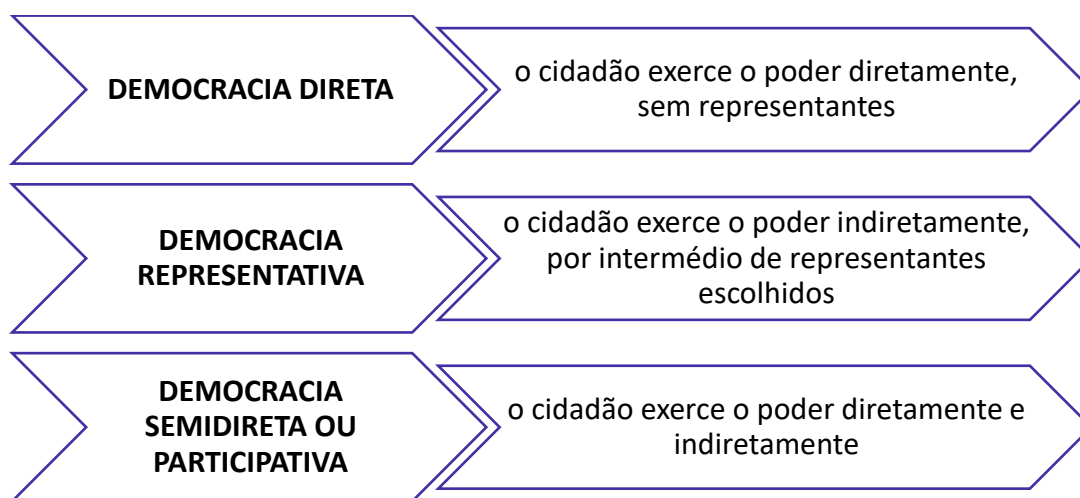 DEMOCRACIA DIRETA
o cidadão exerce o poder diretamente,
sem representantes
DEMOCRACIA
REPRESENTATIVA
o cidadão exerce o poder indiretamente,
por intermédio de representantes
escolhidos
DEMOCRACIA
SEMIDIRETA OU
PARTICIPATIVA
o cidadão exerce o poder diretamente e
indiretamente